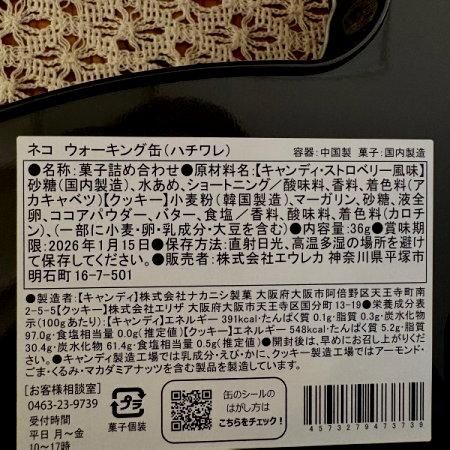 ネコ ウォーキング缶(ハチワレ) 容器:中国製 菓子:国内製造
●名称:菓子詰め合わせ●原材料名:【キャンディ・ストロベリー風味】
砂糖(国内製造)、水あめ、ショートニング/酸味料、香料、着色料(ア
カキャベツ)【クッキー】小麦粉(韓国製造)、マーガリン、砂糖、液全
卵、ココアパウダー、バター、食塩/香料、酸味料、着色料(カロチ
ン)、(一部に小麦・卵・乳成分・大豆を含む)●内容量:36g●賞味期
限:2026年1月15日●保存方法:直射日光、高温多湿の場所を避け
て保存してください。●販売者:株式会社エウレカ 神奈川県平塚市
明石町16-7-501
●製造者:【キャンディ】株式会社ナカニシ製菓 大阪府大阪市阿倍野区天王寺町南
2-5-5【クッキー】株式会社エリザ 大阪府大阪市天王寺区国分町13-19●栄養成分表
示(100gあたり):【キャンディ】エネルギー 391kcal・たんぱく質 0.1g・脂質 0.3g・炭水化物
97.0g・食塩相当量 0.0g(推定値)【クッキー】エネルギー 548kcal・たんぱく質 5.2g・脂質
30.4g・炭水化物 61.4g・食塩相当量 0.5g(推定値)●開封後は、早めにお召し上がりくだ
さい。●キャンディ製造工場では乳成分・えび・かに、クッキー製造工場ではアーモンド・
ごま・くるみ・マカダミアナッツを含む製品を製造しています。
[お客様相談室]
0463-23-9739
受付時間
平日 月〜金
10〜17時
プラ
菓子個装
缶のシールの
はがし方は
こちらをチェック!
4573279473739